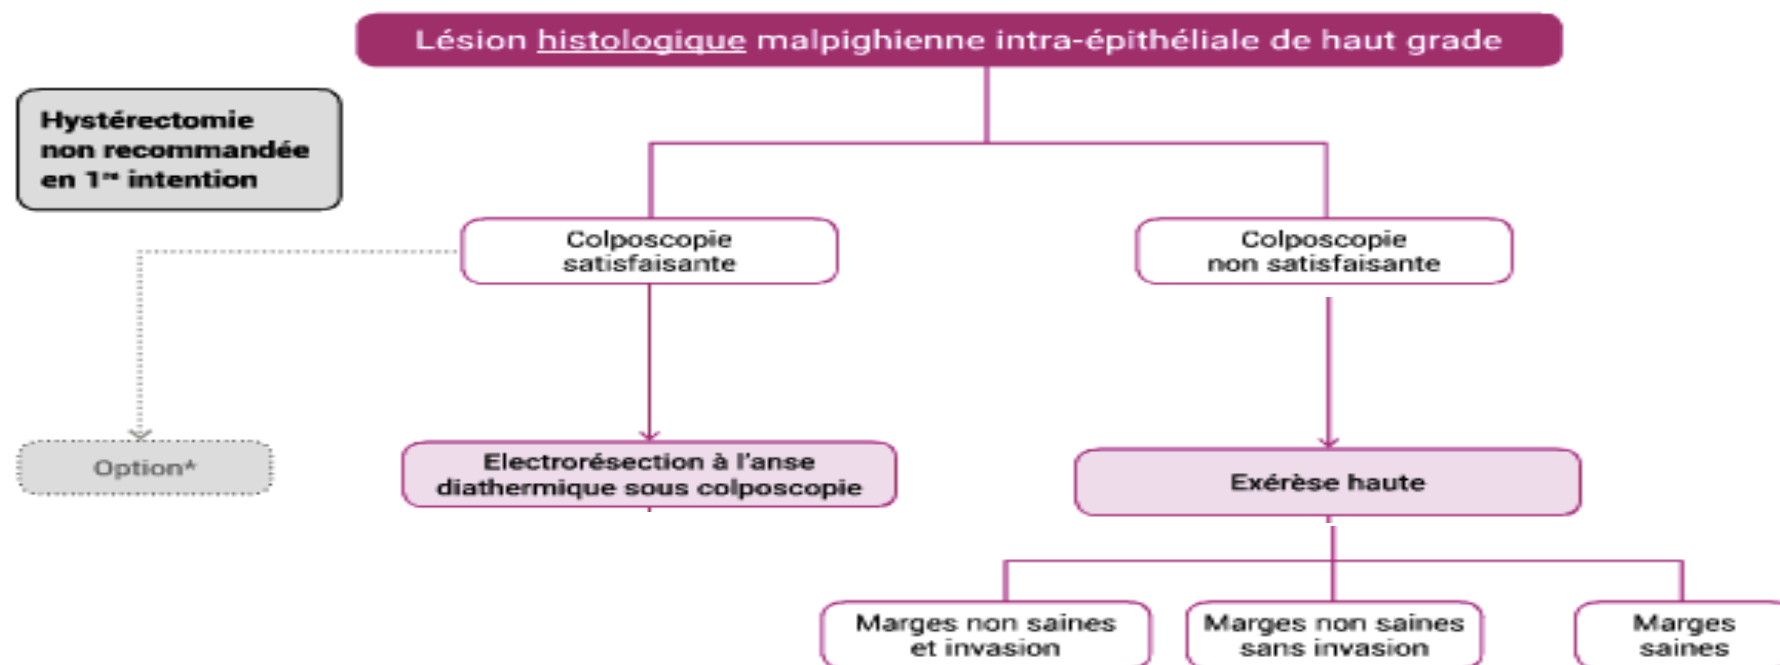 Lésion histologique malpighienne intra-épithéliale de haut grade
Hystérectomie
non recommandée
en 1re intention
Colposcopie
satisfaisante
Colposcopie
non satisfaisante
Option*
Electrorésection à l'anse
diathermique sous colposcopie
Exérèse haute
Marges non saines
et invasion
Marges non saines
sans invasion
Marges
saines